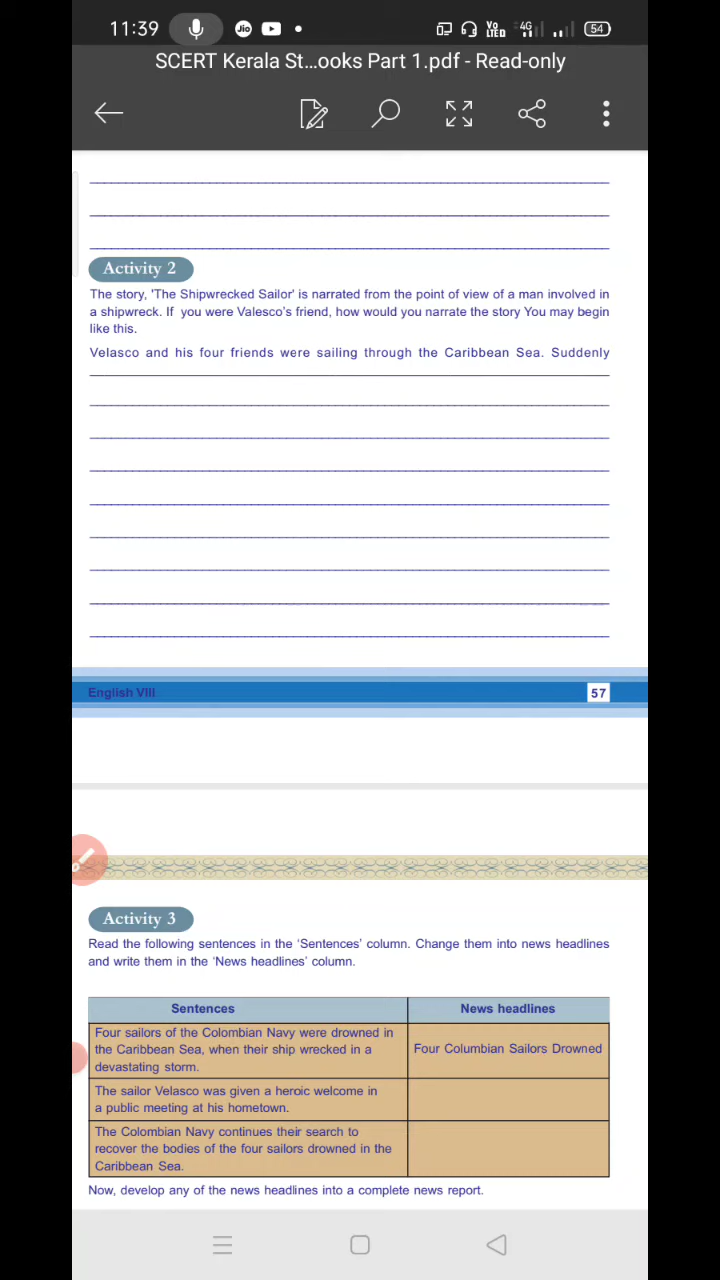 11:39
Jio
Vo
LTED
4G
54
SCERT Kerala St...ooks Part 1.pdf - Read-only
Activity 2
The story, 'The Shipwrecked Sailor' is narrated from the point of view of a man involved in
a shipwreck. If you were Valesco's friend, how would you narrate the story You may begin
like this.
Velasco and his four friends were sailing through the Caribbean Sea. Suddenly
English VIII
57
Activity 3
Read the following sentences in the 'Sentences' column. Change them into news headlines
and write them in the 'News headlines' column.
Sentences
News headlines
Four sailors of the Colombian Navy were drowned in
the Caribbean Sea, when their ship wrecked in a
devastating storm.
Four Columbian Sailors Drowned
The sailor Velasco was given a heroic welcome in
a public meeting at his hometown.
The Colombian Navy continues their search to
recover the bodies of the four sailors drowned in the
Caribbean Sea.
Now, develop any of the news headlines into a complete news report.